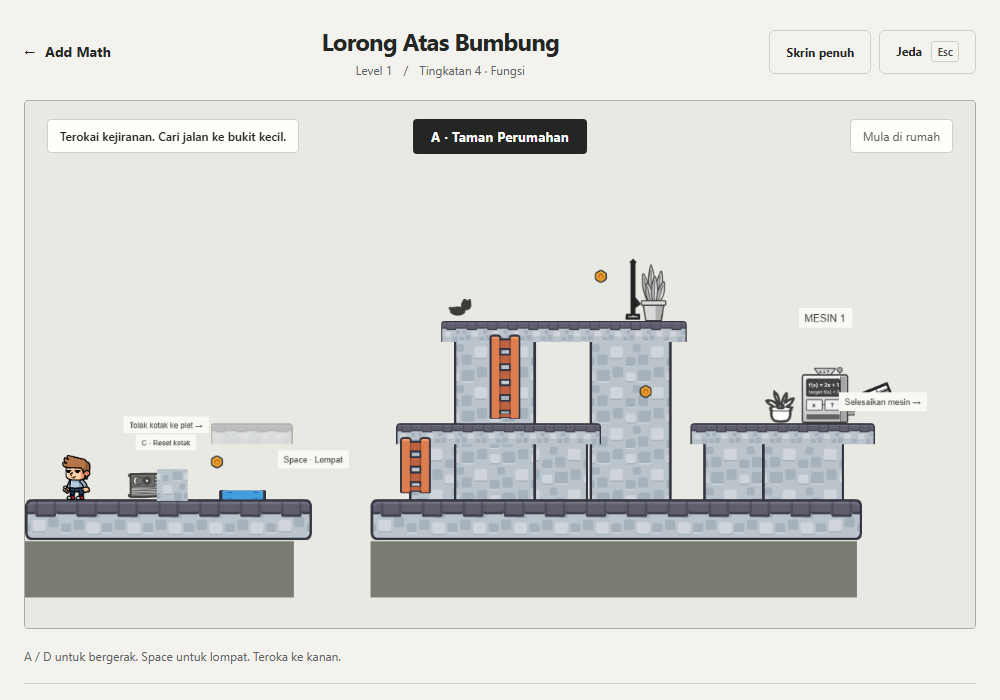 ← Add Math
Lorong Atas Bumbung
Level 1 / Tingkatan 4 · Fungsi
Skrin penuh
Jeda Esc
Terokai kejiranan. Cari jalan ke bukit kecil.
A · Taman Perumahan
Mula di rumah
MESIN 1
Selesaikan mesin →
Tolak kotak ke plet →
C · Reset kotak
Space · Lompat
A / D untuk bergerak. Space untuk lompat. Teroka ke kanan.